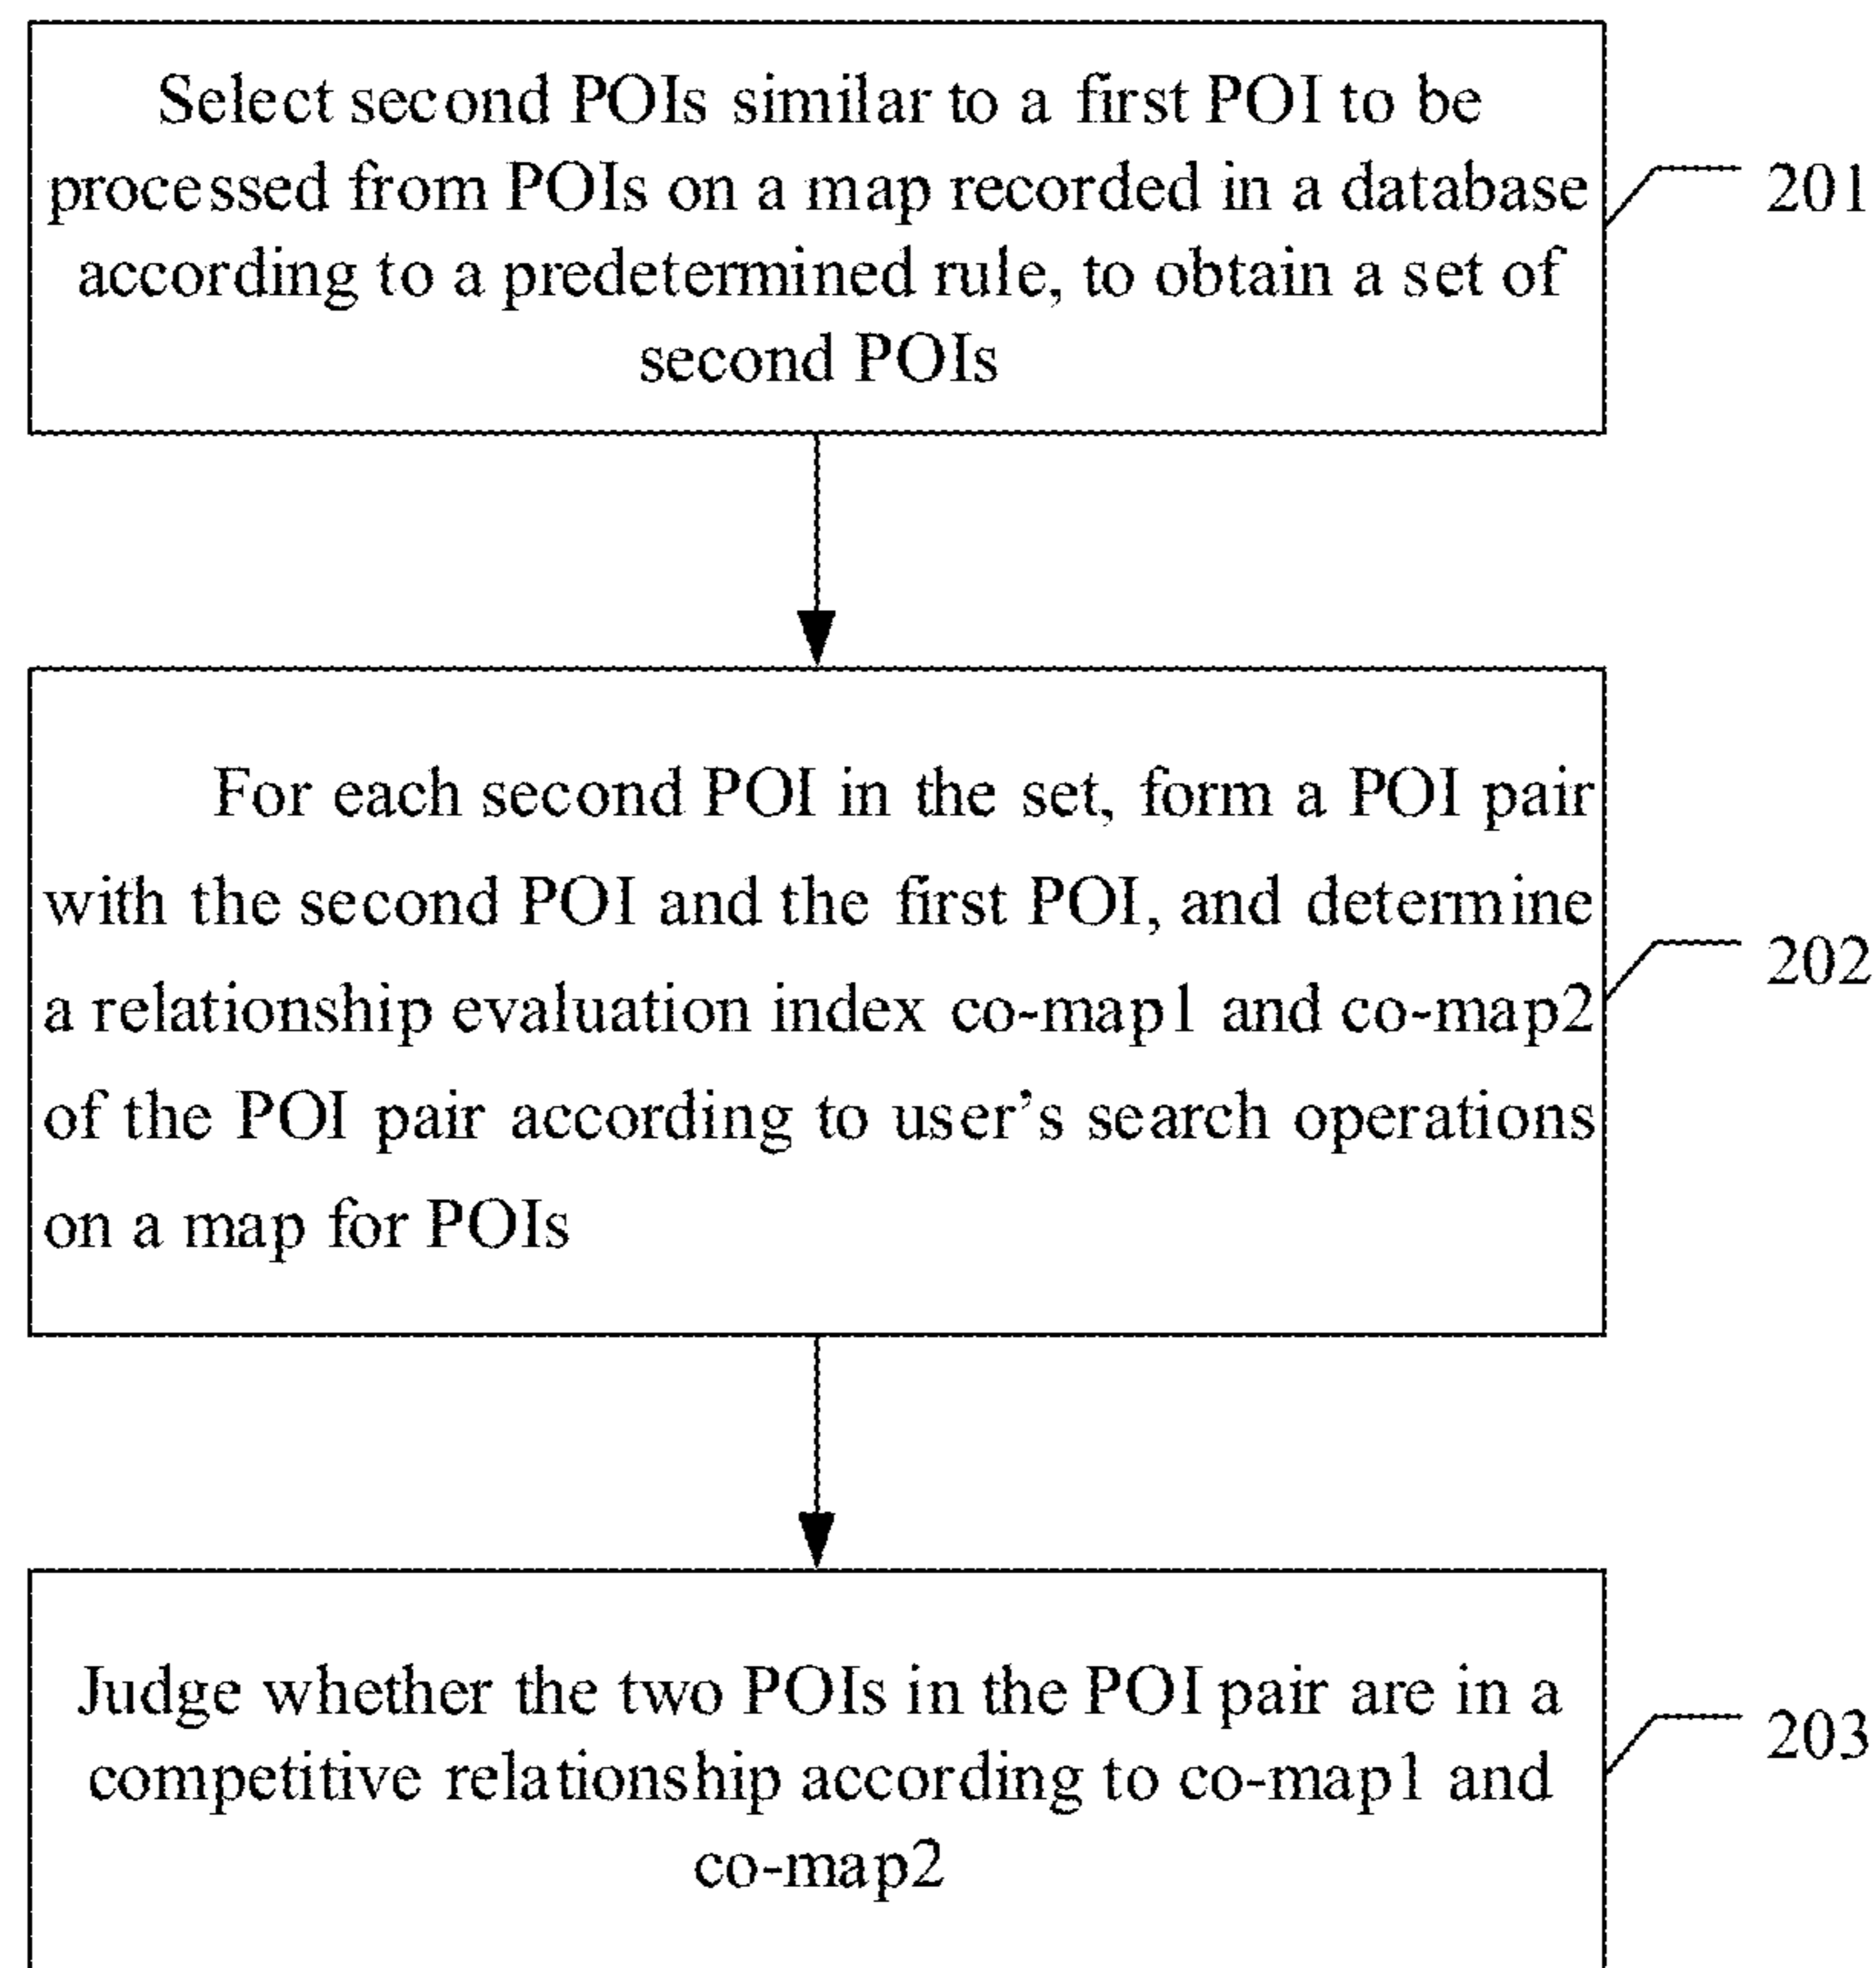 Select second POIs similar to a first POI to be
processed from POIs on a map recorded in a database
according to a predetermined rule, to obtain a set of
second POIs
201
For each second POI in the set, form a POI pair
with the second POI and the first POI, and determine
a relationship evaluation index co-map1 and co-map2
of the POI pair according to user’s search operations
on a map for POIs
202
Judge whether the two POIs in the POI pair are in a
competitive relationship according to co-map1 and
co-map2
203